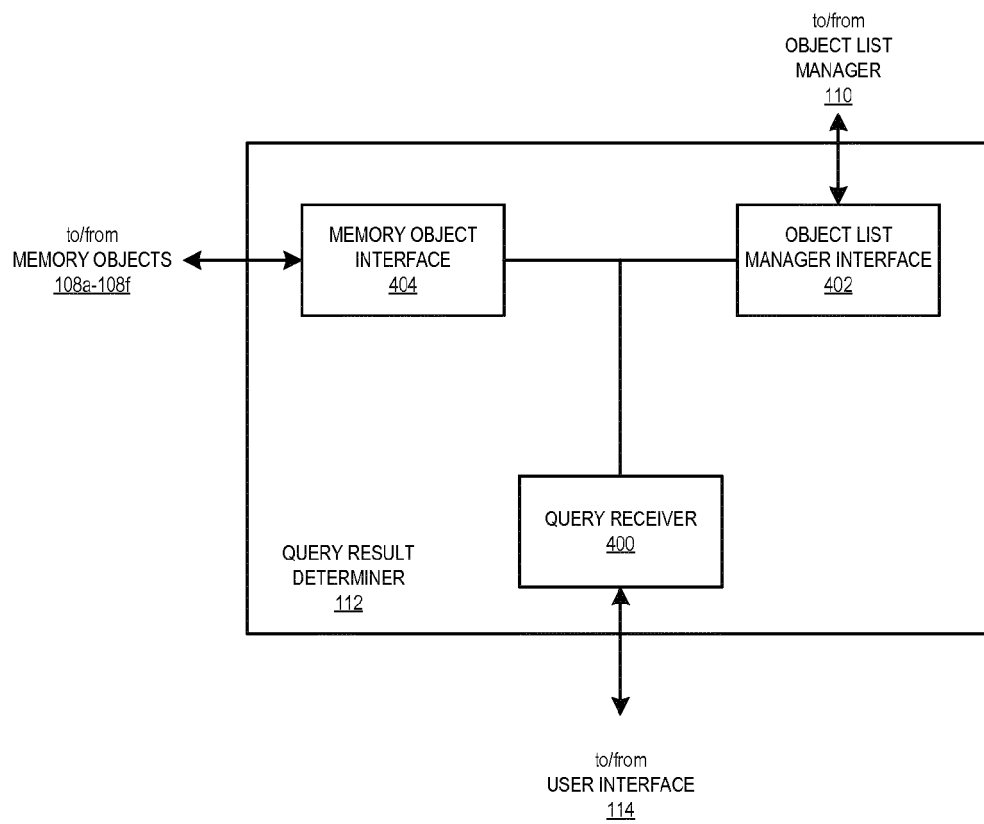 to/from
OBJECT LIST
MANAGER
110
to/from
MEMORY OBJECTS
108a-108f
MEMORY OBJECT
INTERFACE
404
OBJECT LIST
MANAGER INTERFACE
402
QUERY RECEIVER
400
QUERY RESULT
DETERMINER
112
to/from
USER INTERFACE
114